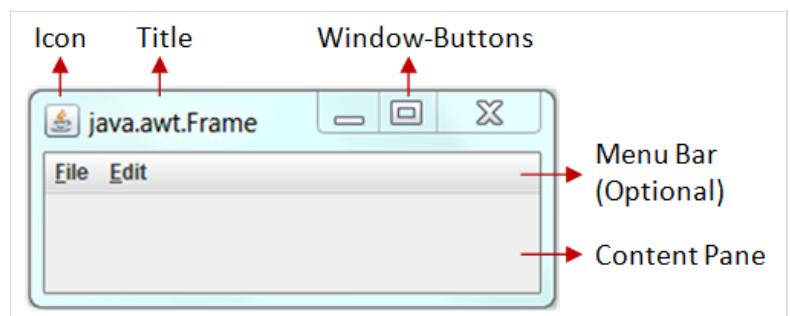 Icon Title Window-Buttons
java.awt.Frame
File Edit
Menu Bar
(Optional)
Content Pane